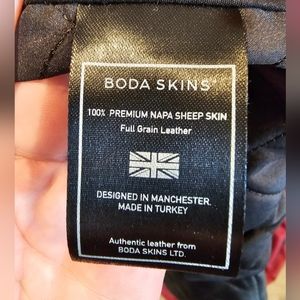 BODA SKINS
100% PREMIUM NAPA SHEEP SKIN
Full Grain Leather
DESIGNED IN MANCHESTER.
MADE IN TURKEY
Authentic leather from
BODA SKINS LTD.